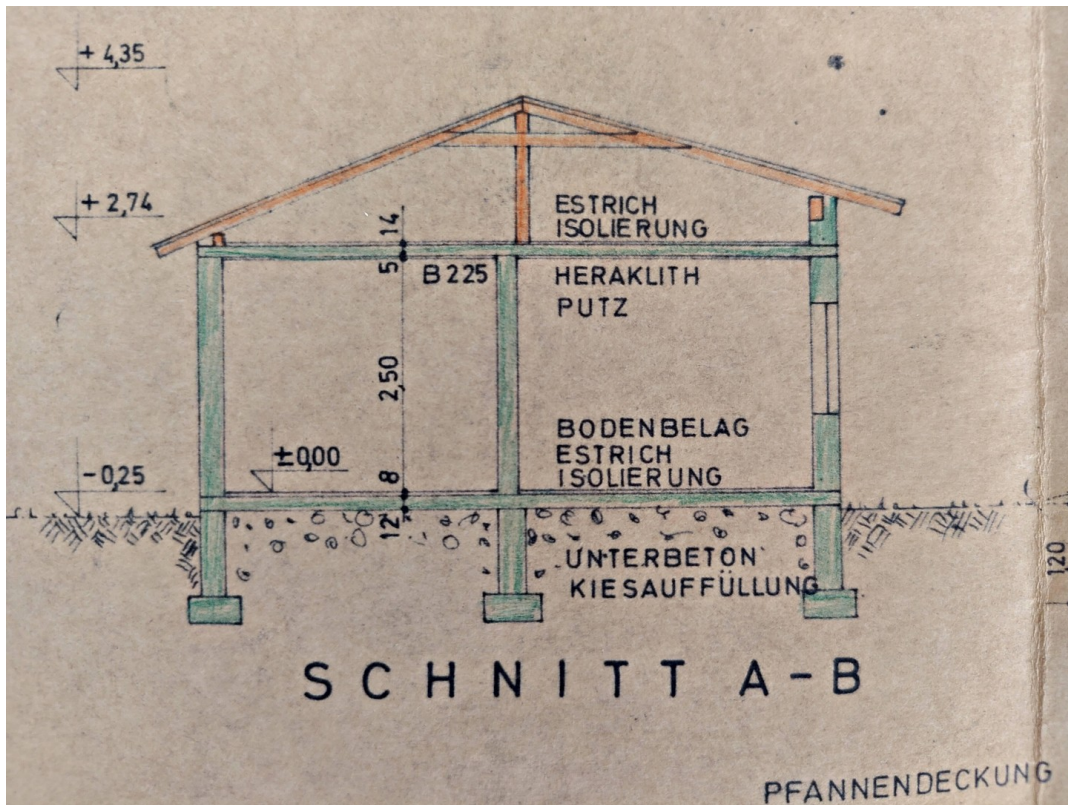 + 4,35
+ 2,74
14
ESTRICH
ISOLIERUNG
5
B 225
HERAKLITH
PUTZ
2,50
BODENBELAG
ESTRICH
ISOLIERUNG
±0,00
-0,25
8
12
UNTERBETON
KIESAUFFÜLLUNG
120
SCHNITT A-B
PFANNENDECKUNG